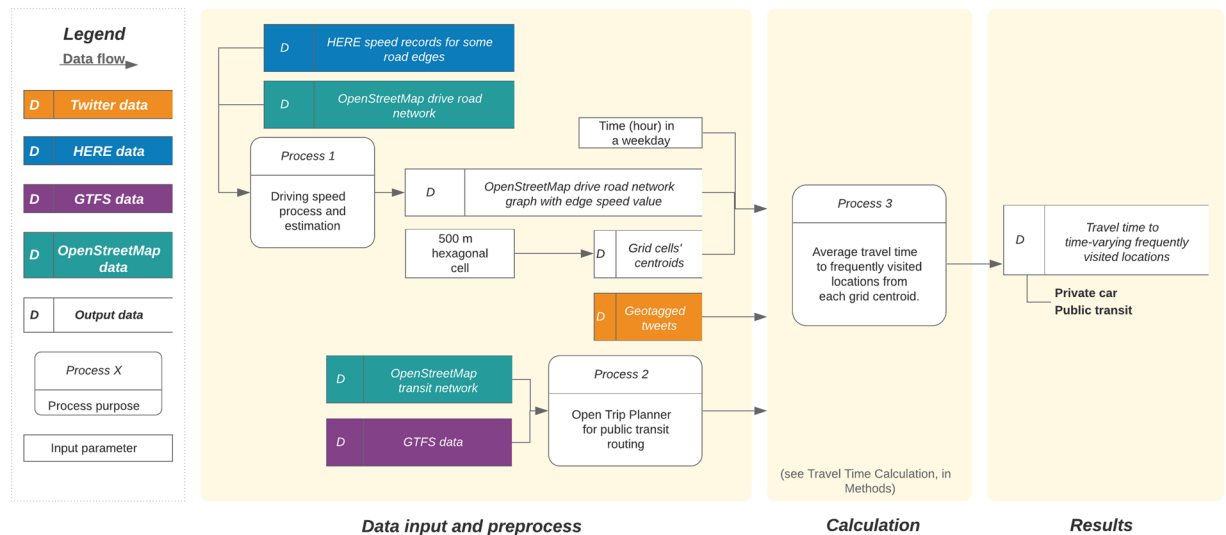 Legend
Data flow
D
Twitter data
D
HERE data
D
GTFS data
D
OpenStreetMap
data
D
Output data
Process X
Process purpose
Input parameter
D
HERE speed records for some
road edges
D
OpenStreetMap drive road
network
Process 1
Driving speed
process and
estimation
Time (hour) in
a weekday
D
OpenStreetMap drive road network
graph with edge speed value
500 m
hexagonal
cell
D
Grid cells'
centroids
D
Geotagged
tweets
D
OpenStreetMap
transit network
D
GTFS data
Process 2
Open Trip Planner
for public transit
routing
Data input and preprocess
Process 3
Average travel time
to frequently visited
locations from
each grid centroid.
(see Travel Time Calculation, in
Methods)
Calculation
D
Travel time to
time-varying frequently
visited locations
Private car
Public transit
Results